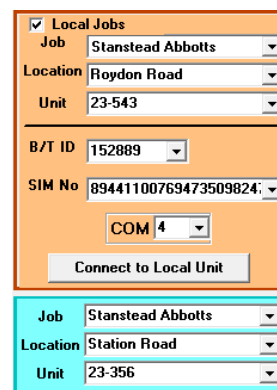 Local Jobs
Job Stanstead Abbotts
Location Roydon Road
Unit 23-543
B/T ID 152889
SIM No 894411007694735098247
COM 4
Connect to Local Unit
Job Stanstead Abbotts
Location Station Road
Unit 23-356